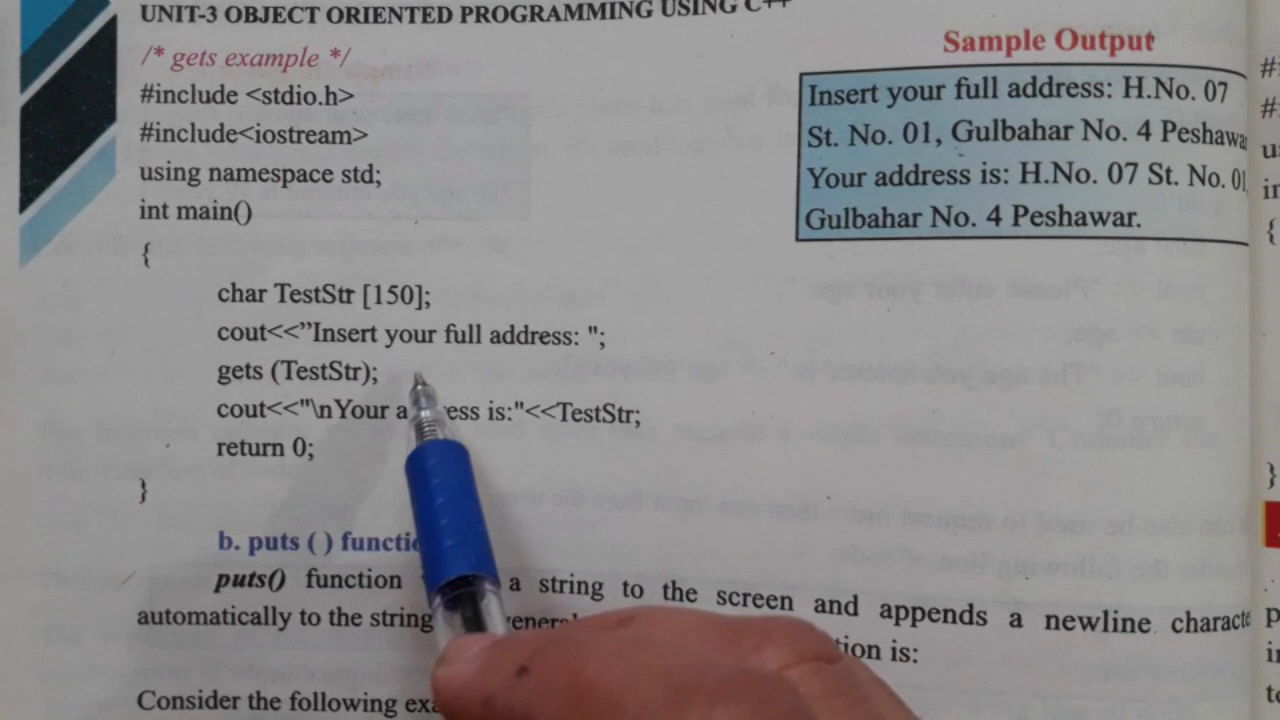 UNIT-3 OBJECT ORIENTED PROGRAMMING USING C++
/* gets example */
#include <stdio.h>
#include<iostream>
using namespace std;
int main()
{
char TestStr [150];
cout<<”Insert your full address: ";
gets (TestStr);
cout<<"\nYour a ess is:"<<TestStr;
return 0;
}
Sample Output
Insert your full address: H.No. 07
St. No. 01, Gulbahar No. 4 Peshawa
Your address is: H.No. 07 St. No. 01
Gulbahar No. 4 Peshawar.
b. puts ( ) functi
puts() function a string to the screen and appends a newline characte
automatically to the string
ion is:
Consider the following exa